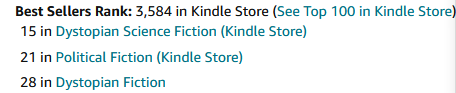 Best Sellers Rank: 3,584 in Kindle Store (See Top 100 in Kindle Store)
15 in Dystopian Science Fiction (Kindle Store)
21 in Political Fiction (Kindle Store)
28 in Dystopian Fiction